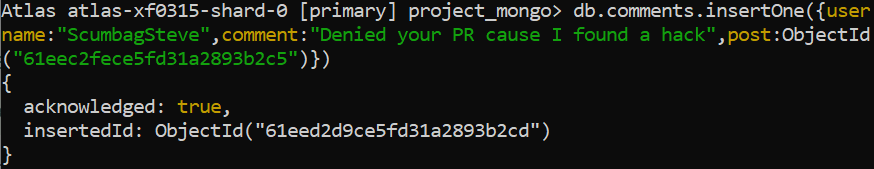 Atlas atlas-xf0315-shard-0 [primary] project_mongo> db.comments.insertOne({user
name:"ScumbagSteve",comment:"Denied your PR cause I found a hack",post:ObjectId
("61eec2fece5fd31a2893b2c5")})
{
  acknowledged: true,
  insertedId: ObjectId("61eed2d9ce5fd31a2893b2cd")
}